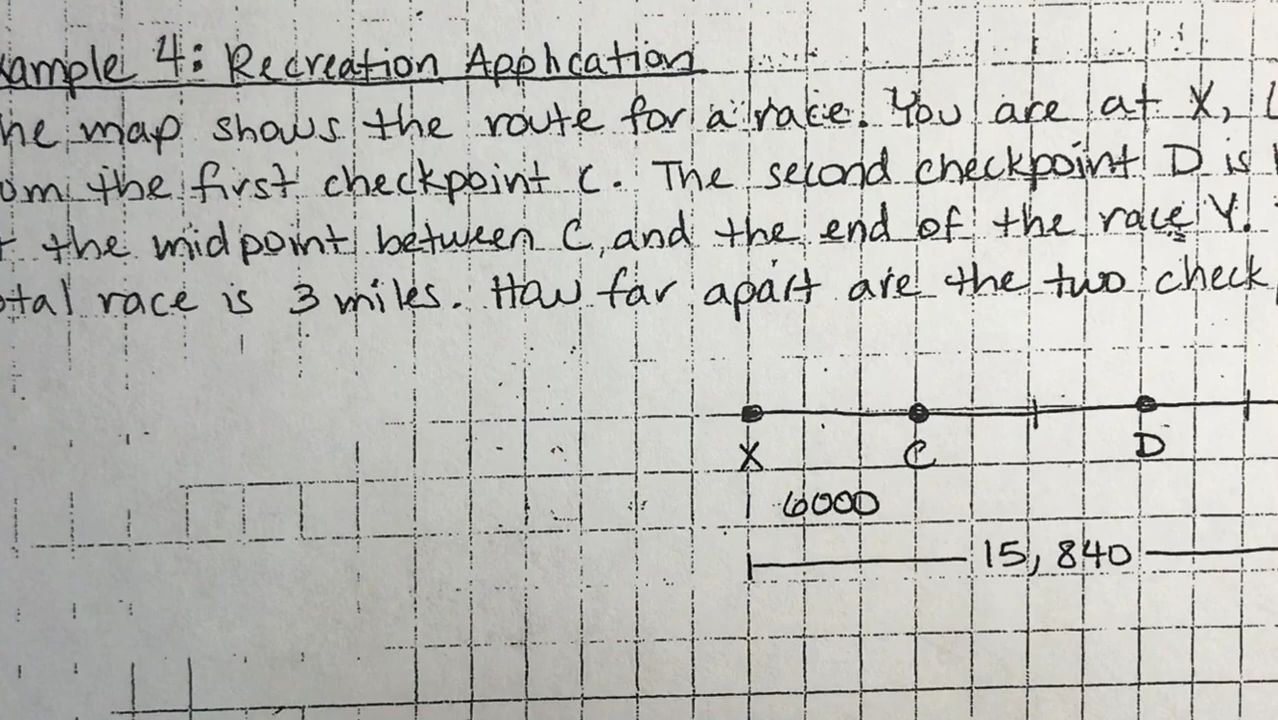 xample 4: Recreation Application
he map shows the route for a race. You are at X,
om the first checkpoint C. The second checkpoint D is
the midpoint between C and the end of the race Y.
otal race is 3 miles. How far apart are the two check
X C D
6000
15,840